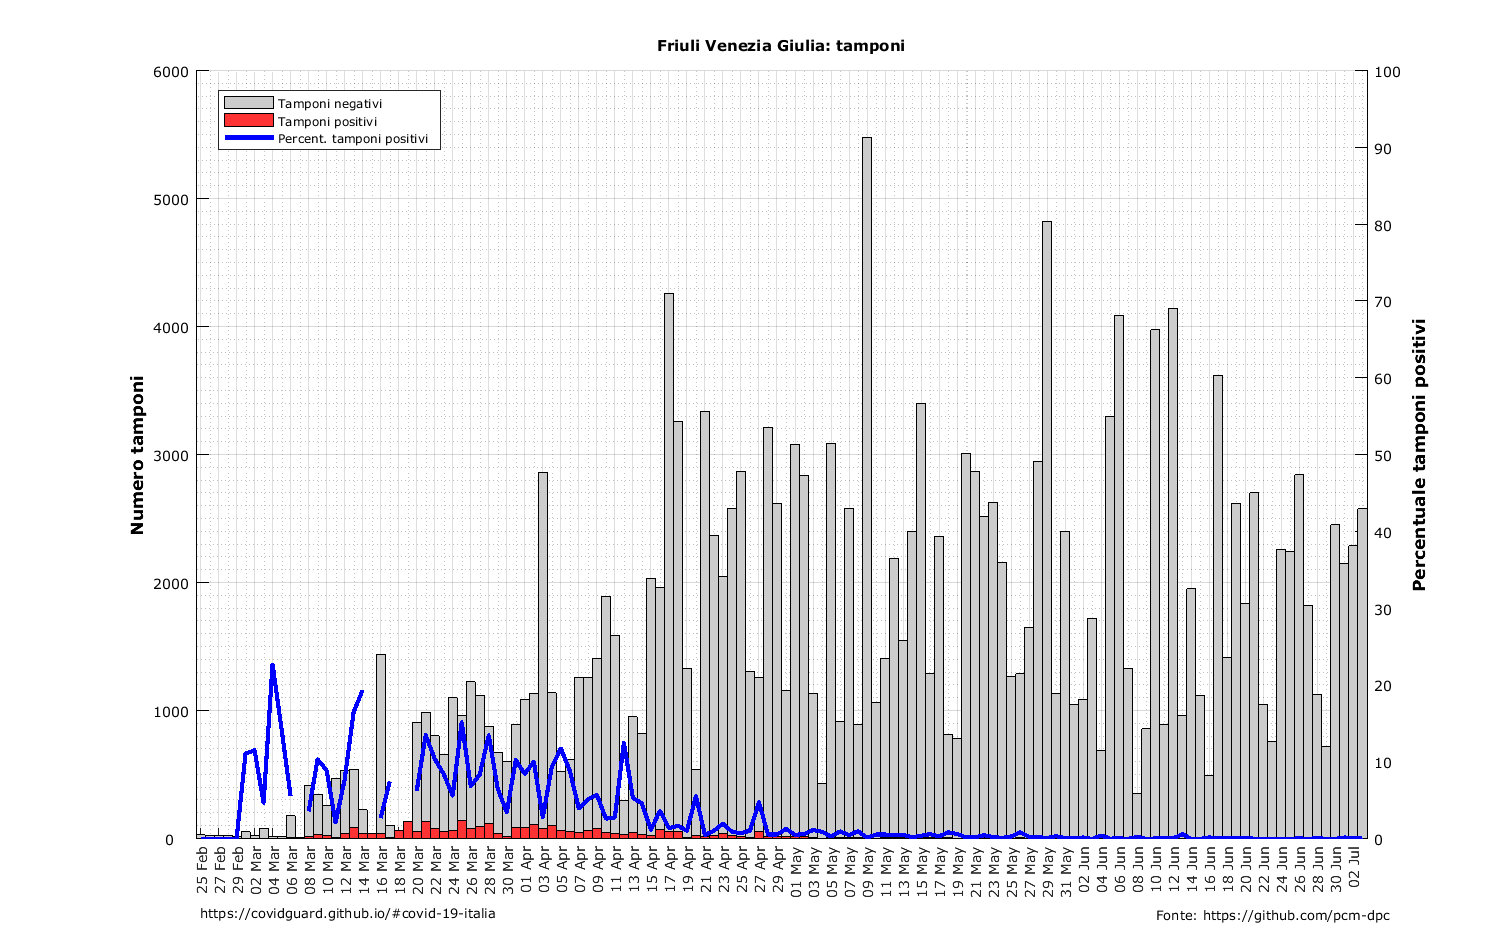 Friuli Venezia Giulia: tamponi
Tamponi negativi
Tamponi positivi
Percent. tamponi positivi
Numero tamponi
6000
5000
4000
3000
2000
1000
0
Percentuale tamponi positivi
100
90
80
70
60
50
40
30
20
10
0
25 Feb
27 Feb
29 Feb
02 Mar
04 Mar
06 Mar
08 Mar
10 Mar
12 Mar
14 Mar
16 Mar
18 Mar
20 Mar
22 Mar
24 Mar
26 Mar
28 Mar
30 Mar
01 Apr
03 Apr
05 Apr
07 Apr
09 Apr
11 Apr
13 Apr
15 Apr
17 Apr
19 Apr
21 Apr
23 Apr
25 Apr
27 Apr
29 Apr
01 May
03 May
05 May
07 May
09 May
11 May
13 May
15 May
17 May
19 May
21 May
23 May
25 May
27 May
29 May
31 May
02 Jun
04 Jun
06 Jun
08 Jun
10 Jun
12 Jun
14 Jun
16 Jun
18 Jun
20 Jun
22 Jun
24 Jun
26 Jun
28 Jun
30 Jun
02 Jul
https://covidguard.github.io/#covid-19-italia
Fonte: https://github.com/pcm-dpc